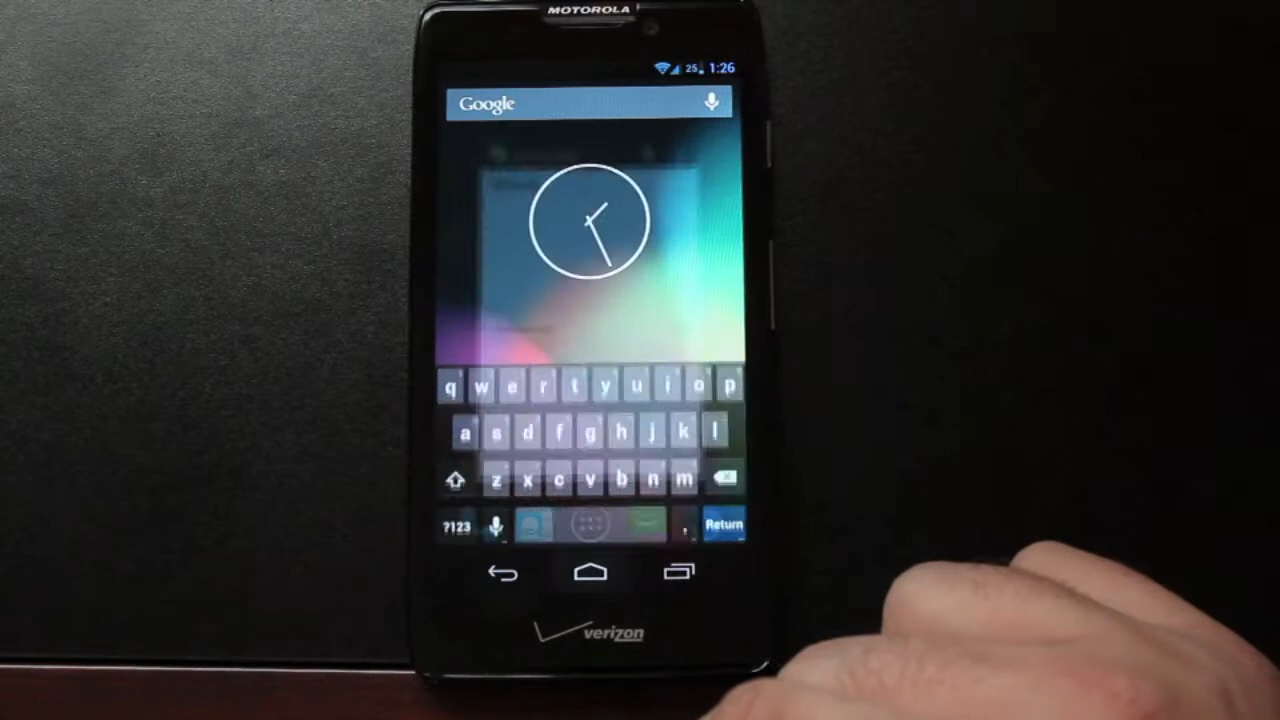 MOTOROLA
25 1:26
Google
q w e r t y u i o p
a s d f g h j k l
z x c v b n m
?123 , Return
verizon